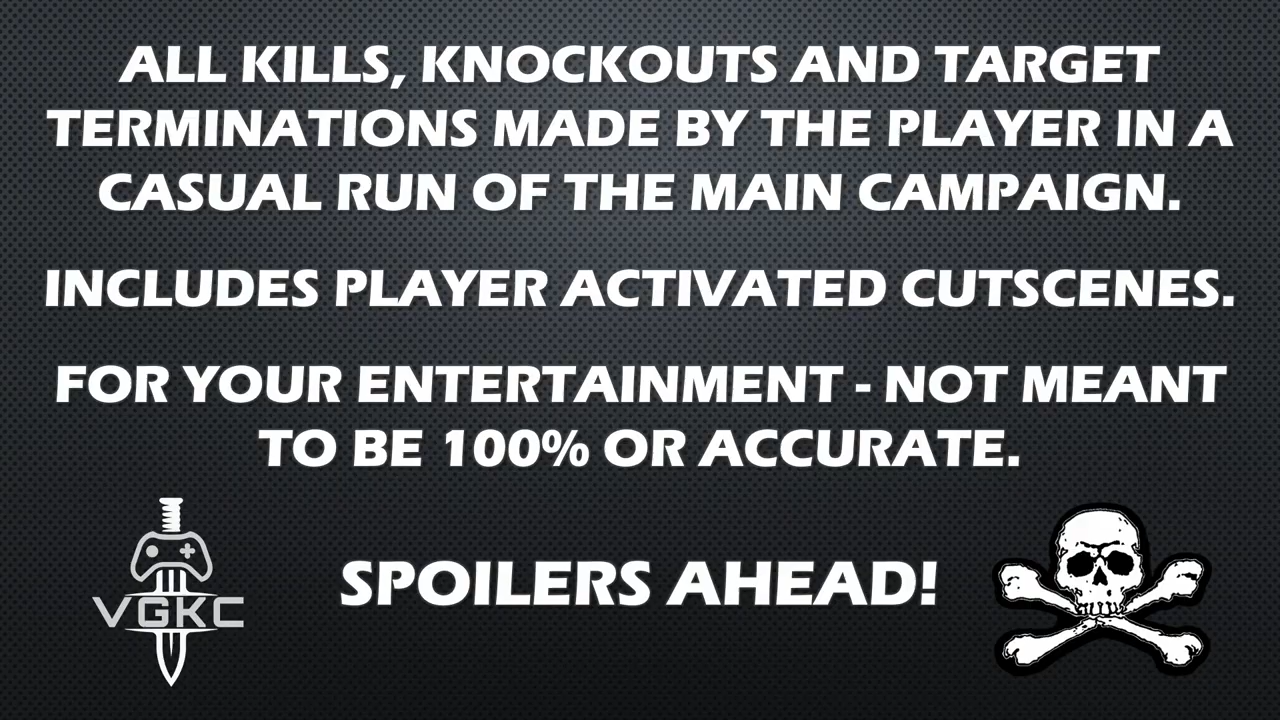 ALL KILLS, KNOCKOUTS AND TARGET
TERMINATIONS MADE BY THE PLAYER IN A
CASUAL RUN OF THE MAIN CAMPAIGN.
INCLUDES PLAYER ACTIVATED CUTSCENES.
FOR YOUR ENTERTAINMENT - NOT MEANT
TO BE 100% OR ACCURATE.
SPOILERS AHEAD!
VGKC